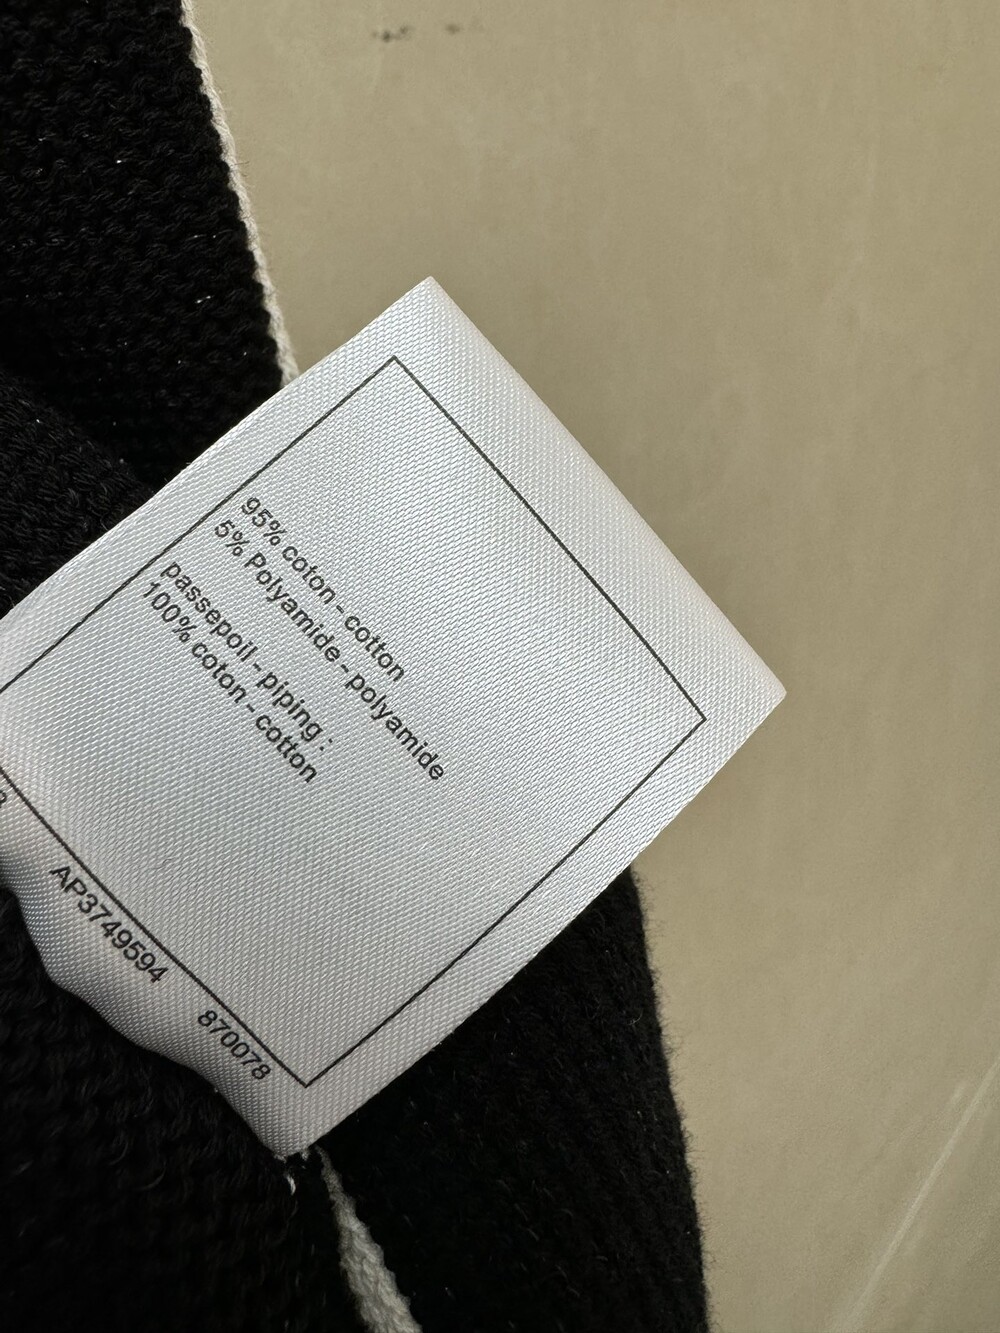 95% coton - cotton
5% Polyamide - polyamide
passepoil - piping :
100% coton - cotton
AP3749594
870078